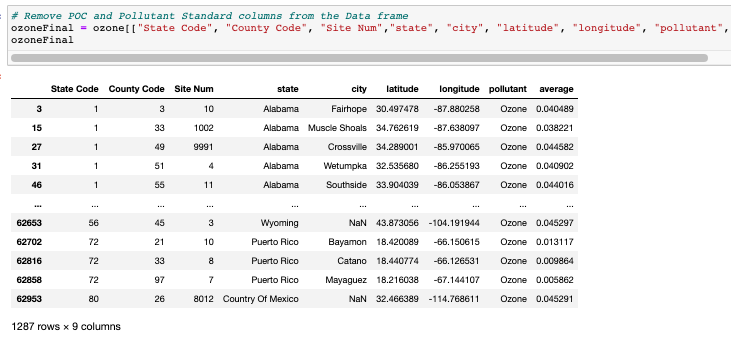 # Remove POC and Pollutant Standard columns from the Data frame
ozoneFinal = ozone[["State Code", "County Code", "Site Num","state", "city", "latitude", "longitude", "pollutant",
ozoneFinal
State Code County Code Site Num state city latitude longitude pollutant average
3 1 3 10 Alabama Fairhope 30.497478 -87.880258 Ozone 0.040489
15 1 33 1002 Alabama Muscle Shoals 34.762619 -87.638097 Ozone 0.038221
27 1 49 9991 Alabama Crossville 34.289001 -85.970065 Ozone 0.044582
31 1 51 4 Alabama Wetumpka 32.535680 -86.255193 Ozone 0.040902
46 1 55 11 Alabama Southside 33.904039 -86.053867 Ozone 0.044016
... ... ... ... ... ... ... ... ... ...
62653 56 45 3 Wyoming NaN 43.873056 -104.191944 Ozone 0.045297
62702 72 21 10 Puerto Rico Bayamon 18.420089 -66.150615 Ozone 0.013117
62816 72 33 8 Puerto Rico Catano 18.440774 -66.126531 Ozone 0.009864
62858 72 97 7 Puerto Rico Mayaguez 18.216038 -67.144107 Ozone 0.005862
62953 80 26 8012 Country Of Mexico NaN 32.466389 -114.768611 Ozone 0.045291
1287 rows × 9 columns